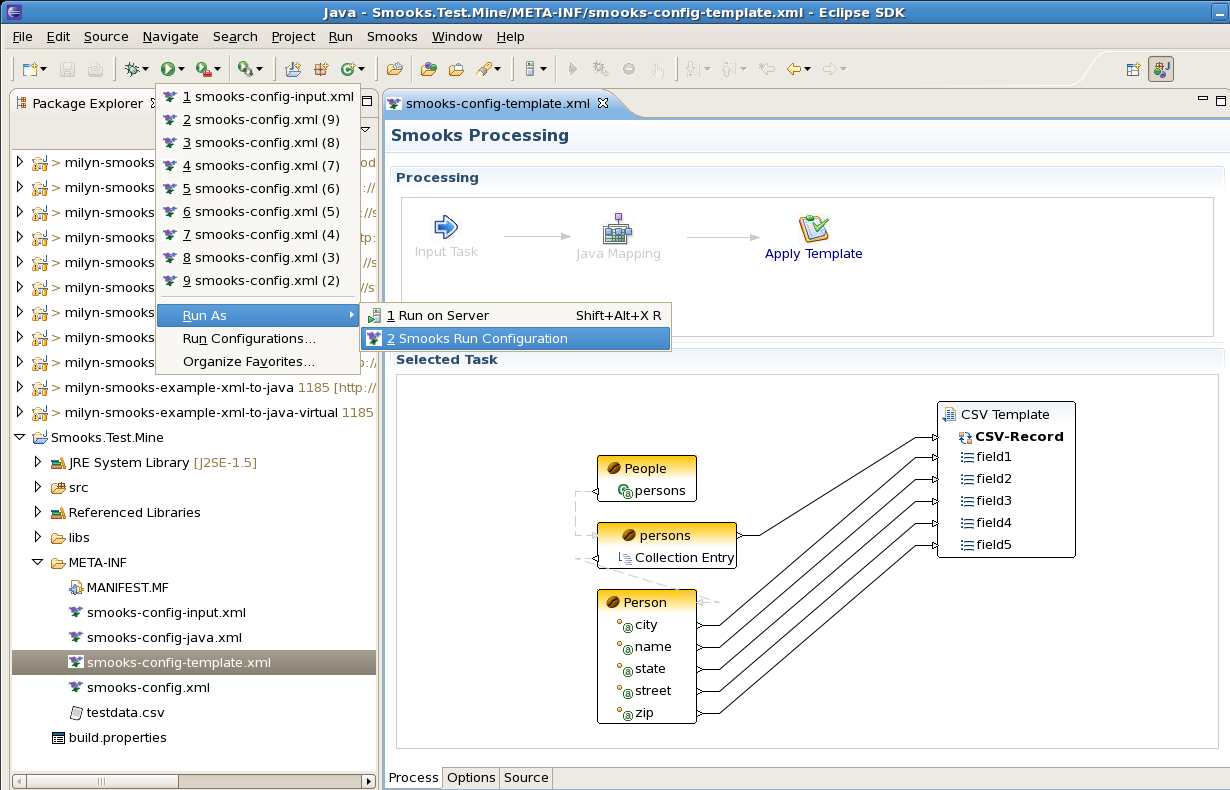 Java - Smooks.Test.Mine/META-INF/smooks-config-template.xml - Eclipse SDK
File Edit Source Navigate Search Project Run Smooks Window Help
Package Explorer
1 smooks-config-input.xml
2 smooks-config.xml (9)
3 smooks-config.xml (8)
4 smooks-config.xml (7)
5 smooks-config.xml (6)
6 smooks-config.xml (5)
7 smooks-config.xml (4)
8 smooks-config.xml (3)
9 smooks-config.xml (2)
Run As
Run Configurations...
Organize Favorites...
1 Run on Server Shift+Alt+X R
2 Smooks Run Configuration
> milyn-smooks
> milyn-smooks
> milyn-smooks
> milyn-smooks
> milyn-smooks
> milyn-smooks
> milyn-smooks
> milyn-smooks
> milyn-smooks-example-xml-to-java 1185 [http://
> milyn-smooks-example-xml-to-java-virtual 1185
Smooks.Test.Mine
JRE System Library [J2SE-1.5]
src
Referenced Libraries
libs
META-INF
MANIFEST.MF
smooks-config-input.xml
smooks-config-java.xml
smooks-config-template.xml
smooks-config.xml
testdata.csv
build.properties
smooks-config-template.xml
Smooks Processing
Processing
Input Task
Java Mapping
Apply Template
Selected Task
People
persons
persons
Collection Entry
Person
city
name
state
street
zip
CSV Template
CSV-Record
field1
field2
field3
field4
field5
Process Options Source